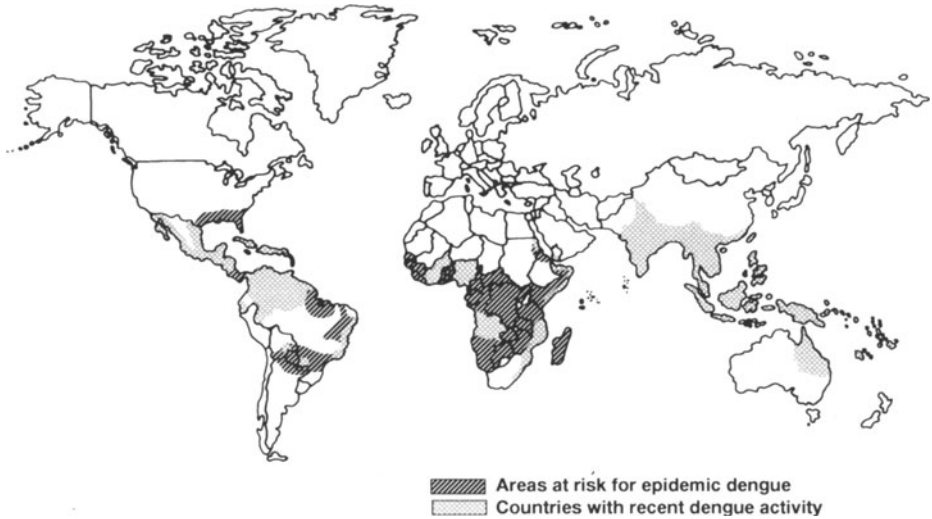 Areas at risk for epidemic dengue
Countries with recent dengue activity